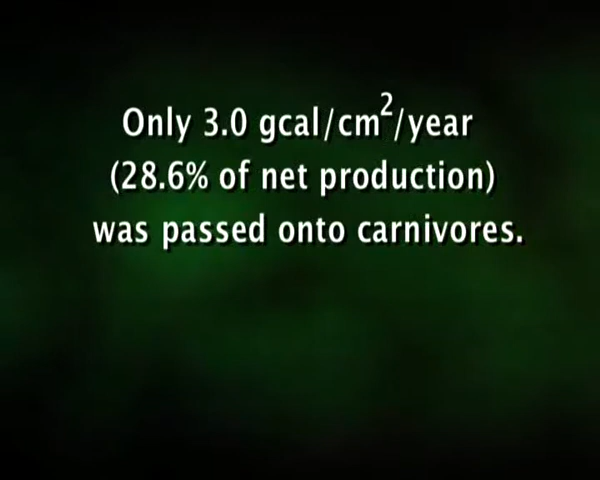 Only 3.0 gcal/cm²/year
(28.6% of net production)
was passed onto carnivores.